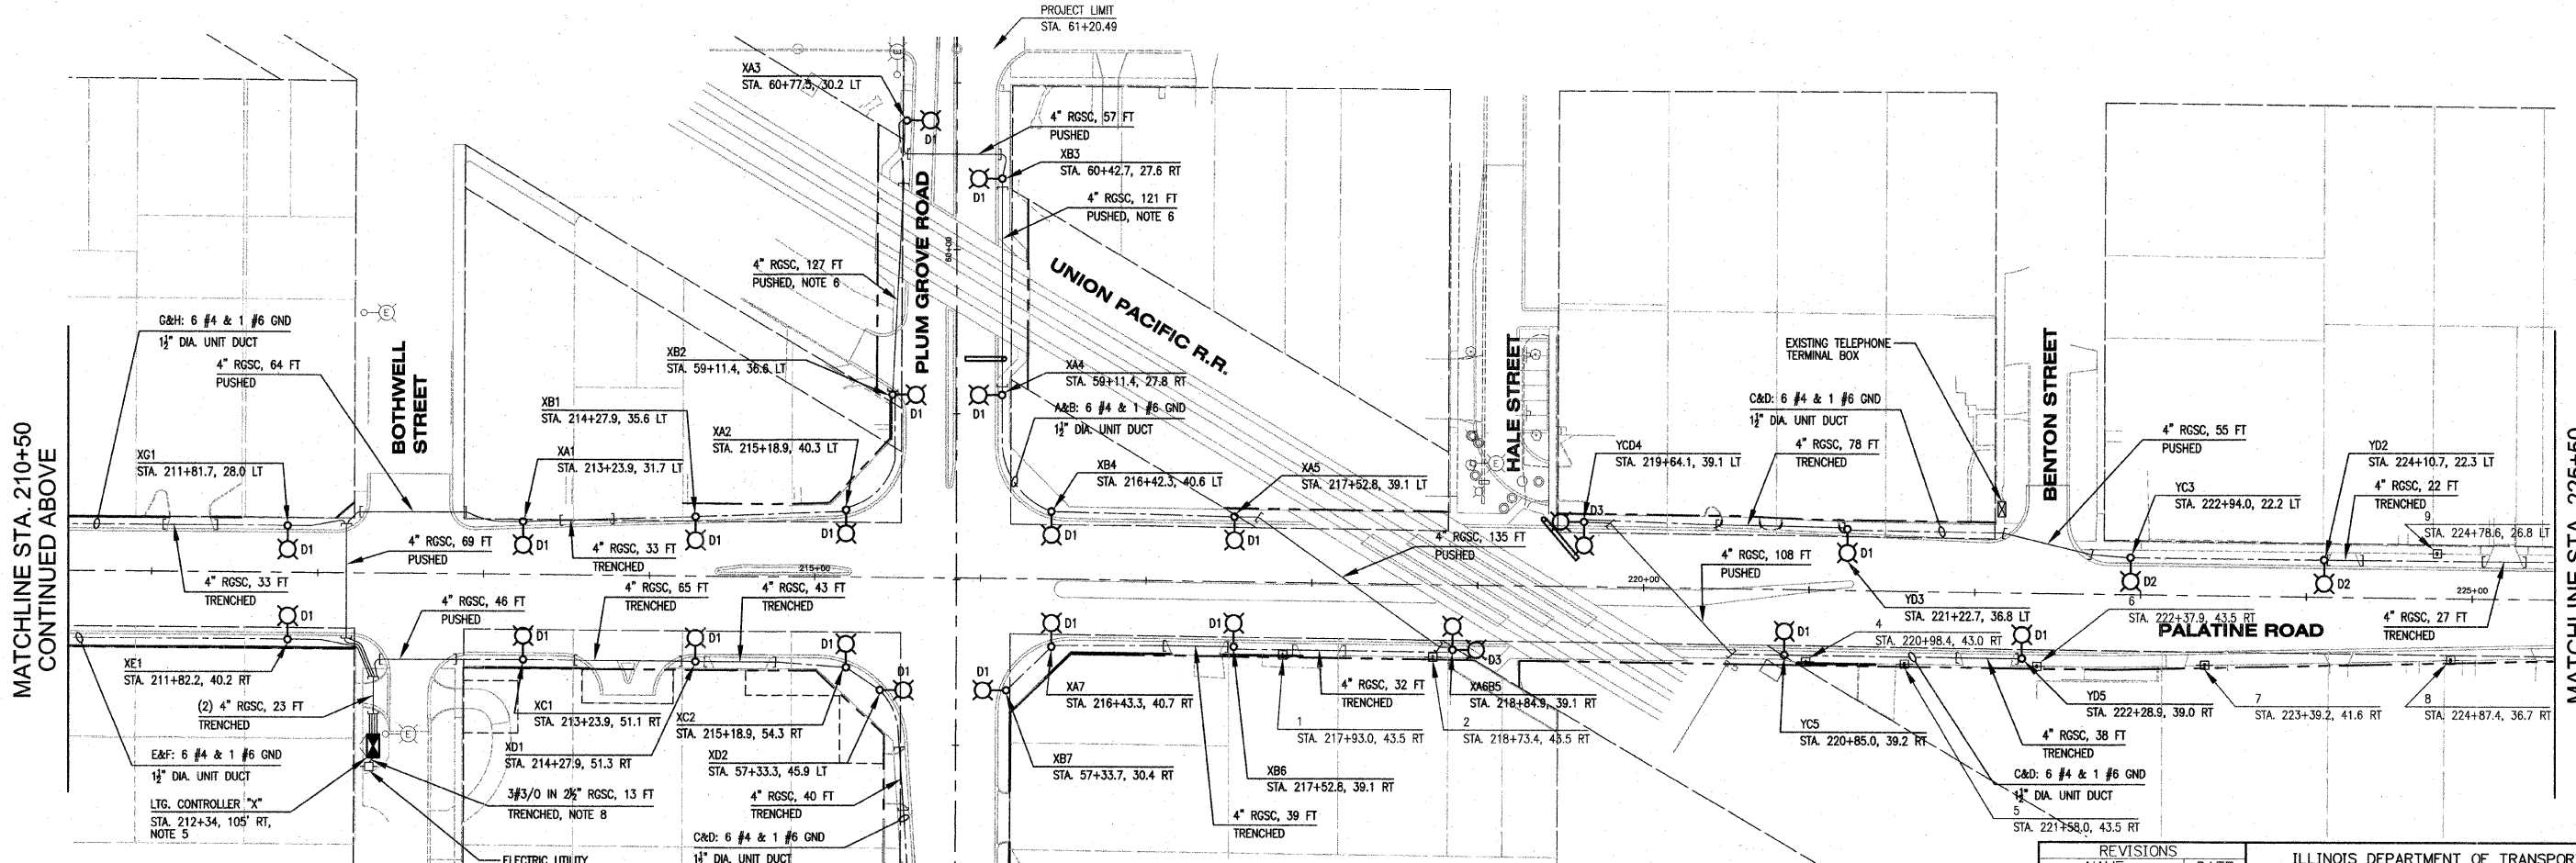 PROJECT LIMIT
STA. 61+20.49
XA3
STA. 60+77.5, 30.2 LT
E
D1
4" RGSC, 57 FT
PUSHED
XB3
STA. 60+42.7, 27.6 RT
D1
4" RGSC, 121 FT
PUSHED, NOTE 6
PLUM GROVE ROAD
60+00
4" RGSC, 127 FT
PUSHED, NOTE 6
UNION PACIFIC R.R.
G&H: 6 #4 & 1 #6 GND
1½" DIA. UNIT DUCT
E
4" RGSC, 64 FT
PUSHED
BOTHWELL
STREET
XB2
STA. 59+11.4, 36.6 LT
D1
XA4
STA. 59+11.4, 27.8 RT
D1
A&B: 6 #4 & 1 #6 GND
1½" DIA. UNIT DUCT
HALE STREET
E
EXISTING TELEPHONE
TERMINAL BOX
BENTON STREET
C&D: 6 #4 & 1 #6 GND
1½" DIA. UNIT DUCT
4" RGSC, 78 FT
TRENCHED
4" RGSC, 55 FT
PUSHED
MATCHLINE STA. 210+50
CONTINUED ABOVE
MATCHLINE STA. 225+50
XG1
STA. 211+81.7, 28.0 LT
D1
XB1
STA. 214+27.9, 35.6 LT
D1
XA1
STA. 213+23.9, 31.7 LT
D1
XA2
STA. 215+18.9, 40.3 LT
D1
XB4
STA. 216+42.3, 40.6 LT
D1
XA5
STA. 217+52.8, 39.1 LT
D1
YCD4
STA. 219+64.1, 39.1 LT
D3
YD2
STA. 224+10.7, 22.3 LT
D2
YC3
STA. 222+94.0, 22.2 LT
D2
4" RGSC, 22 FT
TRENCHED
9
STA. 224+78.6, 26.8 LT
4" RGSC, 69 FT
PUSHED
4" RGSC, 33 FT
TRENCHED
4" RGSC, 33 FT
TRENCHED
4" RGSC, 135 FT
PUSHED
4" RGSC, 108 FT
PUSHED
215+00
220+00
225+00
4" RGSC, 46 FT
PUSHED
4" RGSC, 65 FT
TRENCHED
4" RGSC, 43 FT
TRENCHED
D1
YD3
STA. 221+22.7, 36.8 LT
6
STA. 222+37.9, 43.5 RT
4
STA. 220+98.4, 43.0 RT
PALATINE ROAD
4" RGSC, 27 FT
TRENCHED
D1
D1
D1
D1
D1
D1
D1
D1
D3
D1
D1
XE1
STA. 211+82.2, 40.2 RT
(2) 4" RGSC, 23 FT
TRENCHED
E
XC1
STA. 213+23.9, 51.1 RT
XD1
STA. 214+27.9, 51.3 RT
XC2
STA. 215+18.9, 54.3 RT
XD2
STA. 57+33.3, 45.9 LT
XB7
STA. 57+33.7, 30.4 RT
XA7
STA. 216+43.3, 40.7 RT
XB6
STA. 217+52.8, 39.1 RT
4" RGSC, 32 FT
TRENCHED
1
STA. 217+93.0, 43.5 RT
2
STA. 218+73.4, 43.5 RT
XA6B5
STA. 218+84.9, 39.1 RT
YC5
STA. 220+85.0, 39.2 RT
YD5
STA. 222+28.9, 39.0 RT
7
STA. 223+39.2, 41.6 RT
8
STA. 224+87.4, 36.7 RT
4" RGSC, 38 FT
TRENCHED
C&D: 6 #4 & 1 #6 GND
1½" DIA. UNIT DUCT
5
STA. 221+58.0, 43.5 RT
E&F: 6 #4 & 1 #6 GND
1½" DIA. UNIT DUCT
LTG. CONTROLLER "X"
STA. 212+34, 105' RT,
NOTE 5
3#3/0 IN 2½" RGSC, 13 FT
TRENCHED, NOTE 8
4" RGSC, 40 FT
TRENCHED
4" RGSC, 39 FT
TRENCHED
C&D: 6 #4 & 1 #6 GND
1½" DIA. UNIT DUCT
ELECTRIC UTILITY
REVISIONS
ILLINOIS DEPARTMENT OF TRANSPOR